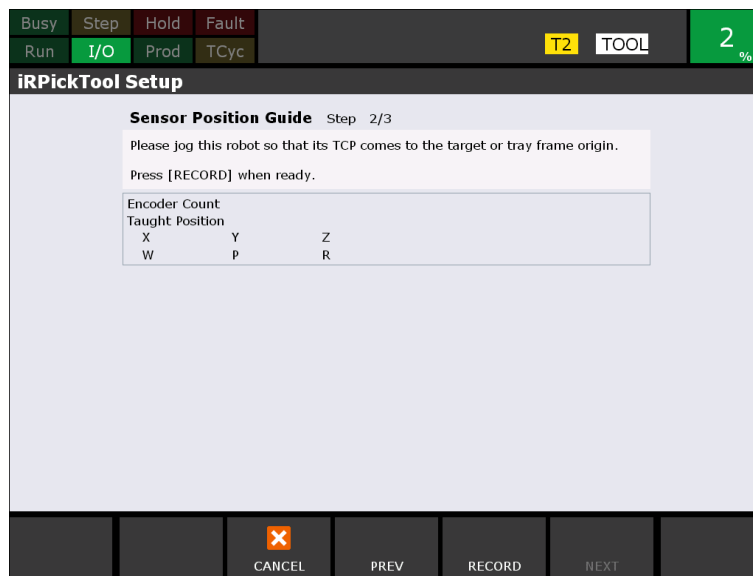 Busy Step Hold Fault
Run I/O Prod TCyc T2 TOOL 2 %
iRPickTool Setup
Sensor Position Guide Step 2/3
Please jog this robot so that its TCP comes to the target or tray frame origin.
Press [RECORD] when ready.
Encoder Count
Taught Position
X Y Z
W P R
CANCEL PREV RECORD NEXT